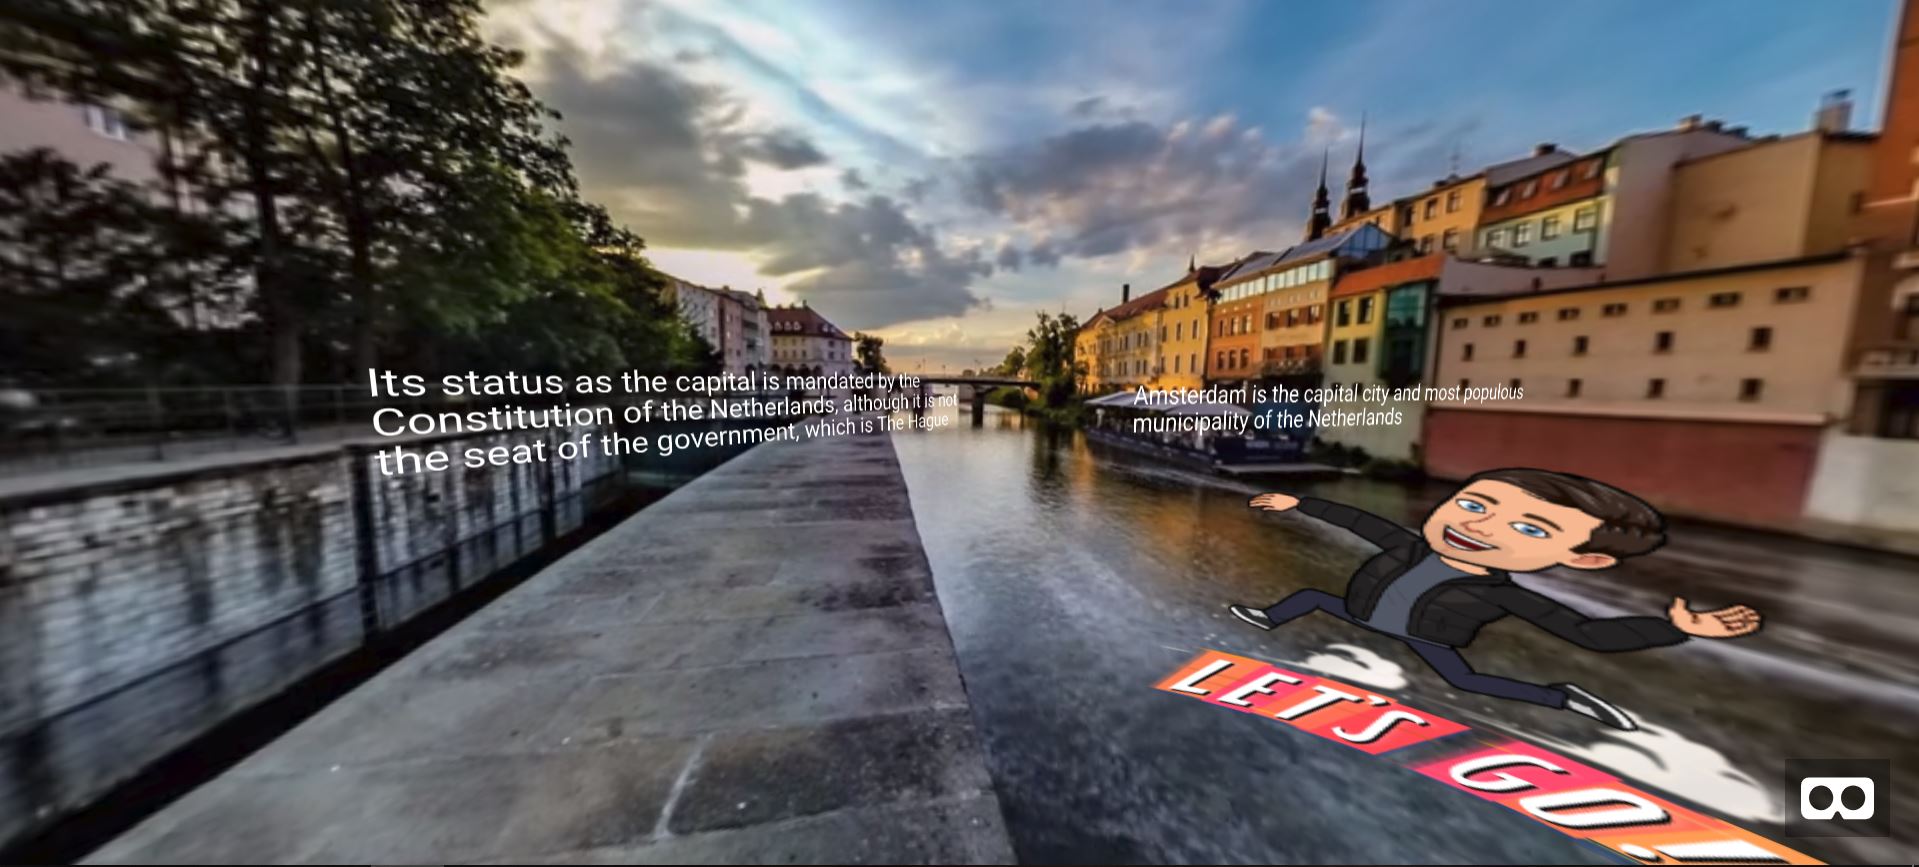 Its status as the capital is mandated by the
Constitution of the Netherlands, although it is not
the seat of the government, which is The Hague
Amsterdam is the capital city and most populous
municipality of the Netherlands
LET'S GO!